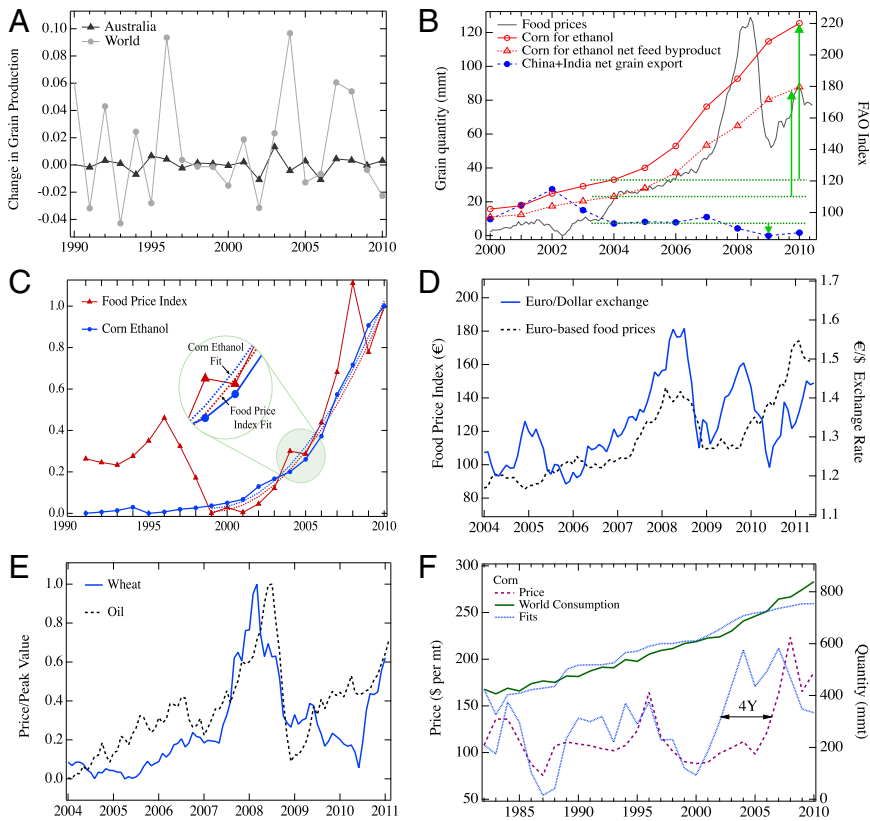 A
Change in Grain Production
0.10
0.08
0.06
0.04
0.02
0.00
-0.02
-0.04
Australia
World
1990 1995 2000 2005 2010
B
Grain quantity (mmt)
120
100
80
60
40
20
0
Food prices
Corn for ethanol
Corn for ethanol net feed byproduct
China+India net grain export
220
200
180
160
140
120
100
FAO Index
2000 2002 2004 2006 2008 2010
C
1.0
0.8
0.6
0.4
0.2
0.0
Food Price Index
Corn Ethanol
Corn Ethanol
Fit
Food Price
Index Fit
1990 1995 2000 2005 2010
D
Food Price Index (€)
200
180
160
140
120
100
80
Euro/Dollar exchange
Euro-based food prices
1.7
1.6
1.5
1.4
1.3
1.2
1.1
€/$ Exchange Rate
2004 2005 2006 2007 2008 2009 2010 2011
E
Price/Peak Value
1.0
0.8
0.6
0.4
0.2
0.0
Wheat
Oil
2004 2005 2006 2007 2008 2009 2010 2011
F
Price ($ per mt)
300
250
200
150
100
50
Corn
Price
World Consumption
Fits
4Y
800
600
400
200
0
Quantity (mmt)
1985 1990 1995 2000 2005 2010